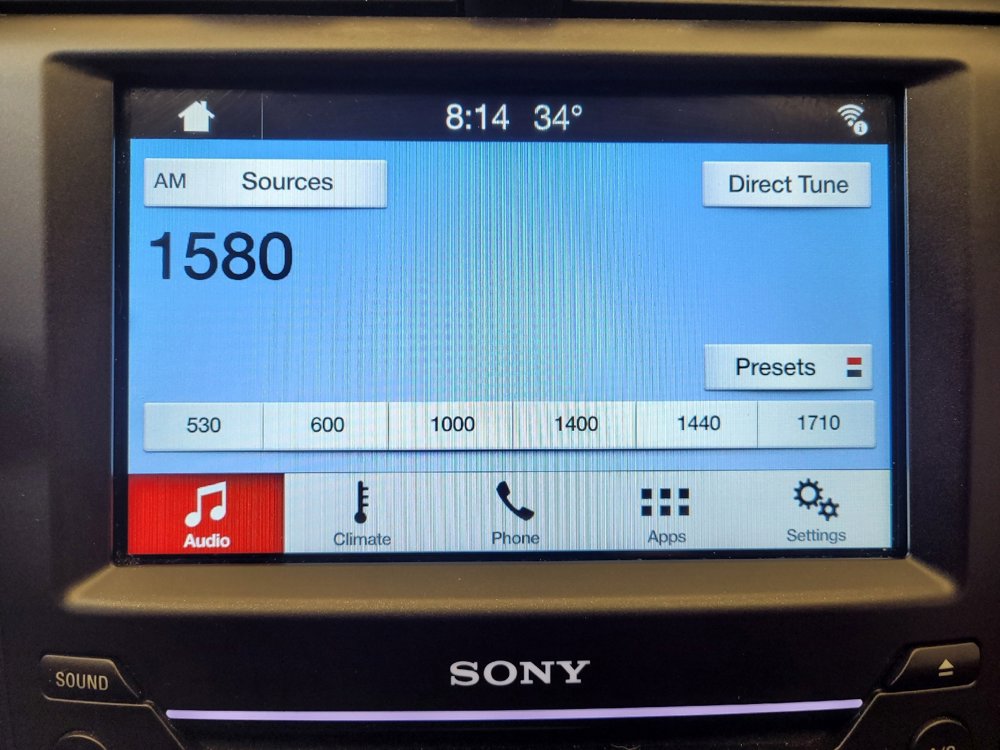 8:14 34°
AM Sources
Direct Tune
1580
Presets
530 600 1000 1400 1440 1710
Audio Climate Phone Apps Settings
SONY
SOUND